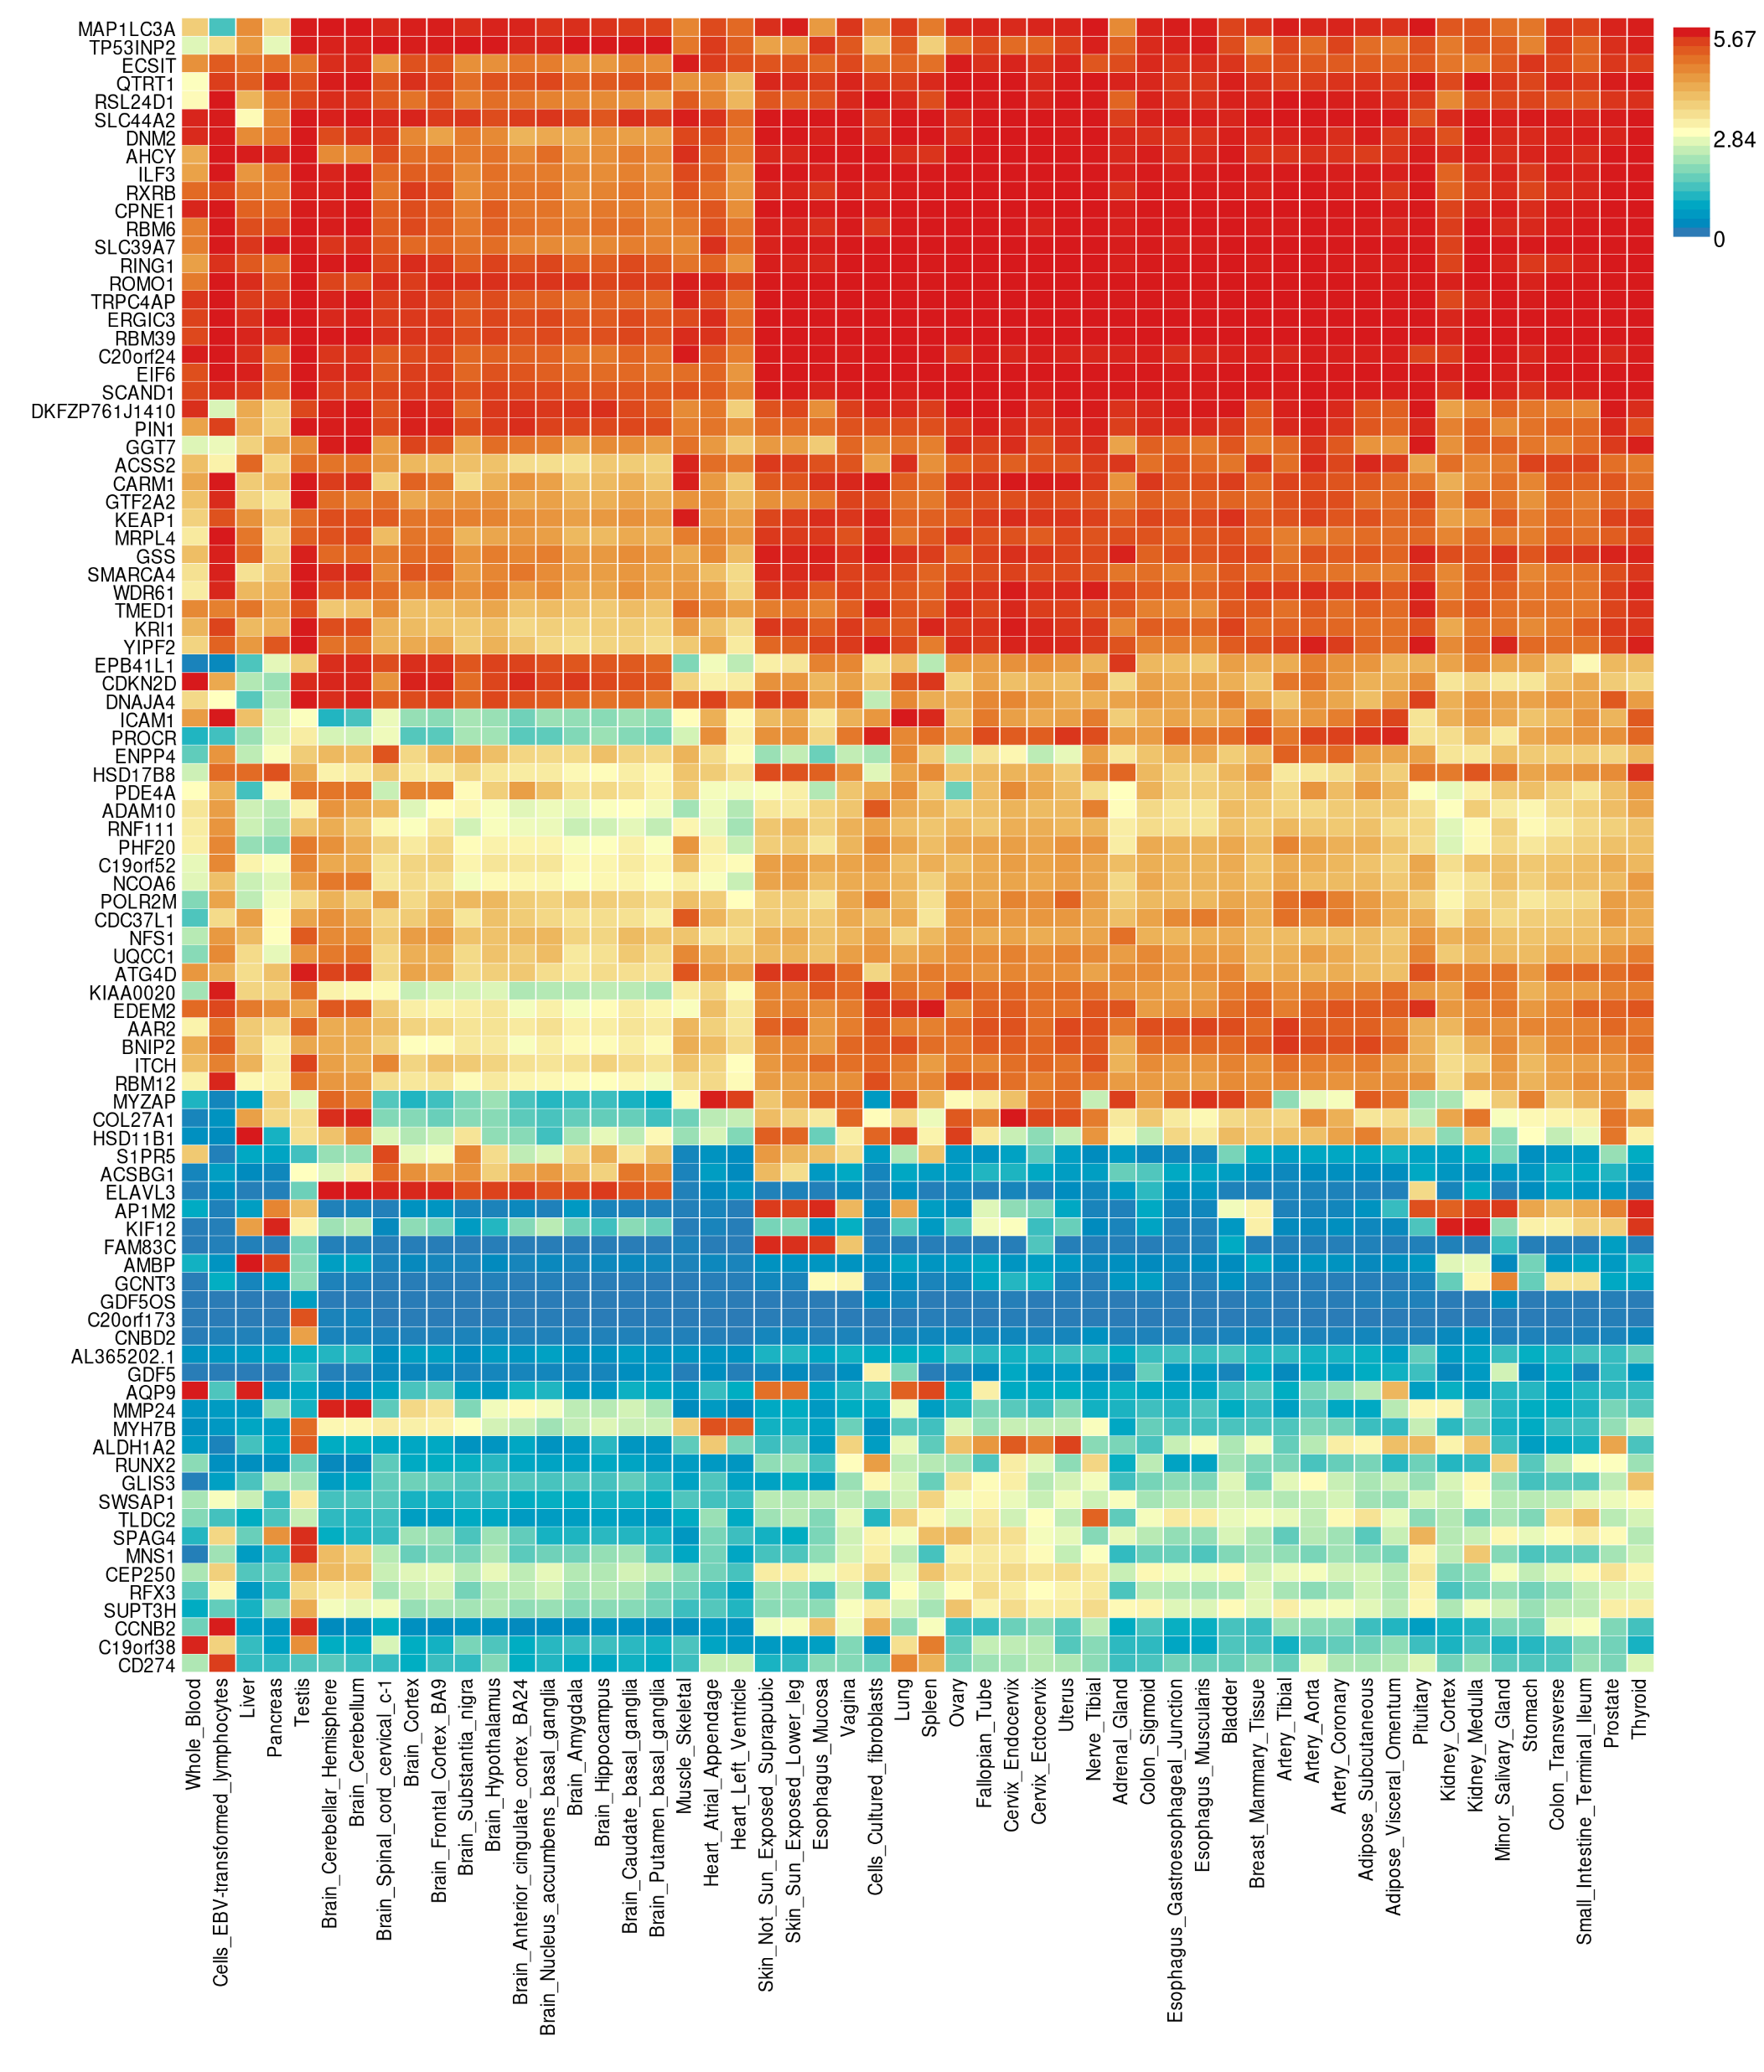 MAP1LC3A
TP53INP2
ECSIT
QTRT1
RSL24D1
SLC44A2
DNM2
AHCY
ILF3
RXRB
CPNE1
RBM6
SLC39A7
RING1
ROMO1
TRPC4AP
ERGIC3
RBM39
C20orf24
EIF6
SCAND1
DKFZP761J1410
PIN1
GGT7
ACSS2
CARM1
GTF2A2
KEAP1
MRPL4
GSS
SMARCA4
WDR61
TMED1
KRI1
YIPF2
EPB41L1
CDKN2D
DNAJA4
ICAM1
PROCR
ENPP4
HSD17B8
PDE4A
ADAM10
RNF111
PHF20
C19orf52
NCOA6
POLR2M
CDC37L1
NFS1
UQCC1
ATG4D
KIAA0020
EDEM2
AAR2
BNIP2
ITCH
RBM12
MYZAP
COL27A1
HSD11B1
S1PR5
ACSBG1
ELAVL3
AP1M2
KIF12
FAM83C
AMBP
GCNT3
GDF5OS
C20orf173
CNBD2
AL365202.1
GDF5
AQP9
MMP24
MYH7B
ALDH1A2
RUNX2
GLIS3
SWSAP1
TLDC2
SPAG4
MNS1
CEP250
RFX3
SUPT3H
CCNB2
C19orf38
CD274
5.67
2.84
0
Whole_Blood
Cells_EBV-transformed_lymphocytes
Liver
Pancreas
Testis
Brain_Cerebellar_Hemisphere
Brain_Cerebellum
Brain_Spinal_cord_cervical_c-1
Brain_Cortex
Brain_Frontal_Cortex_BA9
Brain_Substantia_nigra
Brain_Hypothalamus
Brain_Anterior_cingulate_cortex_BA24
Brain_Nucleus_accumbens_basal_ganglia
Brain_Amygdala
Brain_Hippocampus
Brain_Caudate_basal_ganglia
Brain_Putamen_basal_ganglia
Muscle_Skeletal
Heart_Atrial_Appendage
Heart_Left_Ventricle
Skin_Not_Sun_Exposed_Suprapubic
Skin_Sun_Exposed_Lower_leg
Esophagus_Mucosa
Vagina
Cells_Cultured_fibroblasts
Lung
Spleen
Ovary
Fallopian_Tube
Cervix_Endocervix
Cervix_Ectocervix
Uterus
Nerve_Tibial
Adrenal_Gland
Colon_Sigmoid
Esophagus_Gastroesophageal_Junction
Esophagus_Muscularis
Bladder
Breast_Mammary_Tissue
Artery_Tibial
Artery_Aorta
Artery_Coronary
Adipose_Subcutaneous
Adipose_Visceral_Omentum
Pituitary
Kidney_Cortex
Kidney_Medulla
Minor_Salivary_Gland
Stomach
Colon_Transverse
Small_Intestine_Terminal_Ileum
Prostate
Thyroid